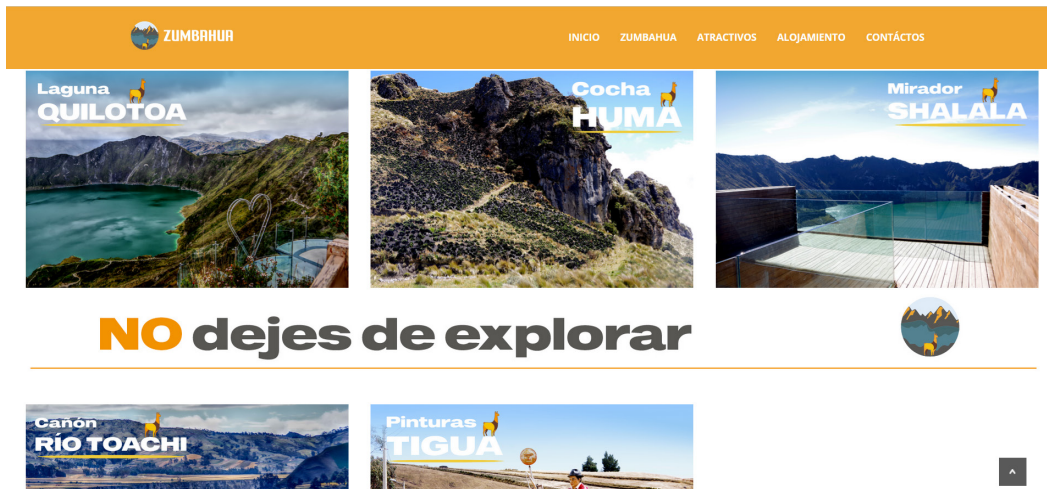 ZUMBAHUA
INICIO ZUMBAHUA ATRACTIVOS ALOJAMIENTO CONTÁCTOS
Laguna
QUILOTOA
Cocha
HUMA
Mirador
SHALALA
NO dejes de explorar
Cañón
RÍO TOACHI
Pinturas
TIGUA